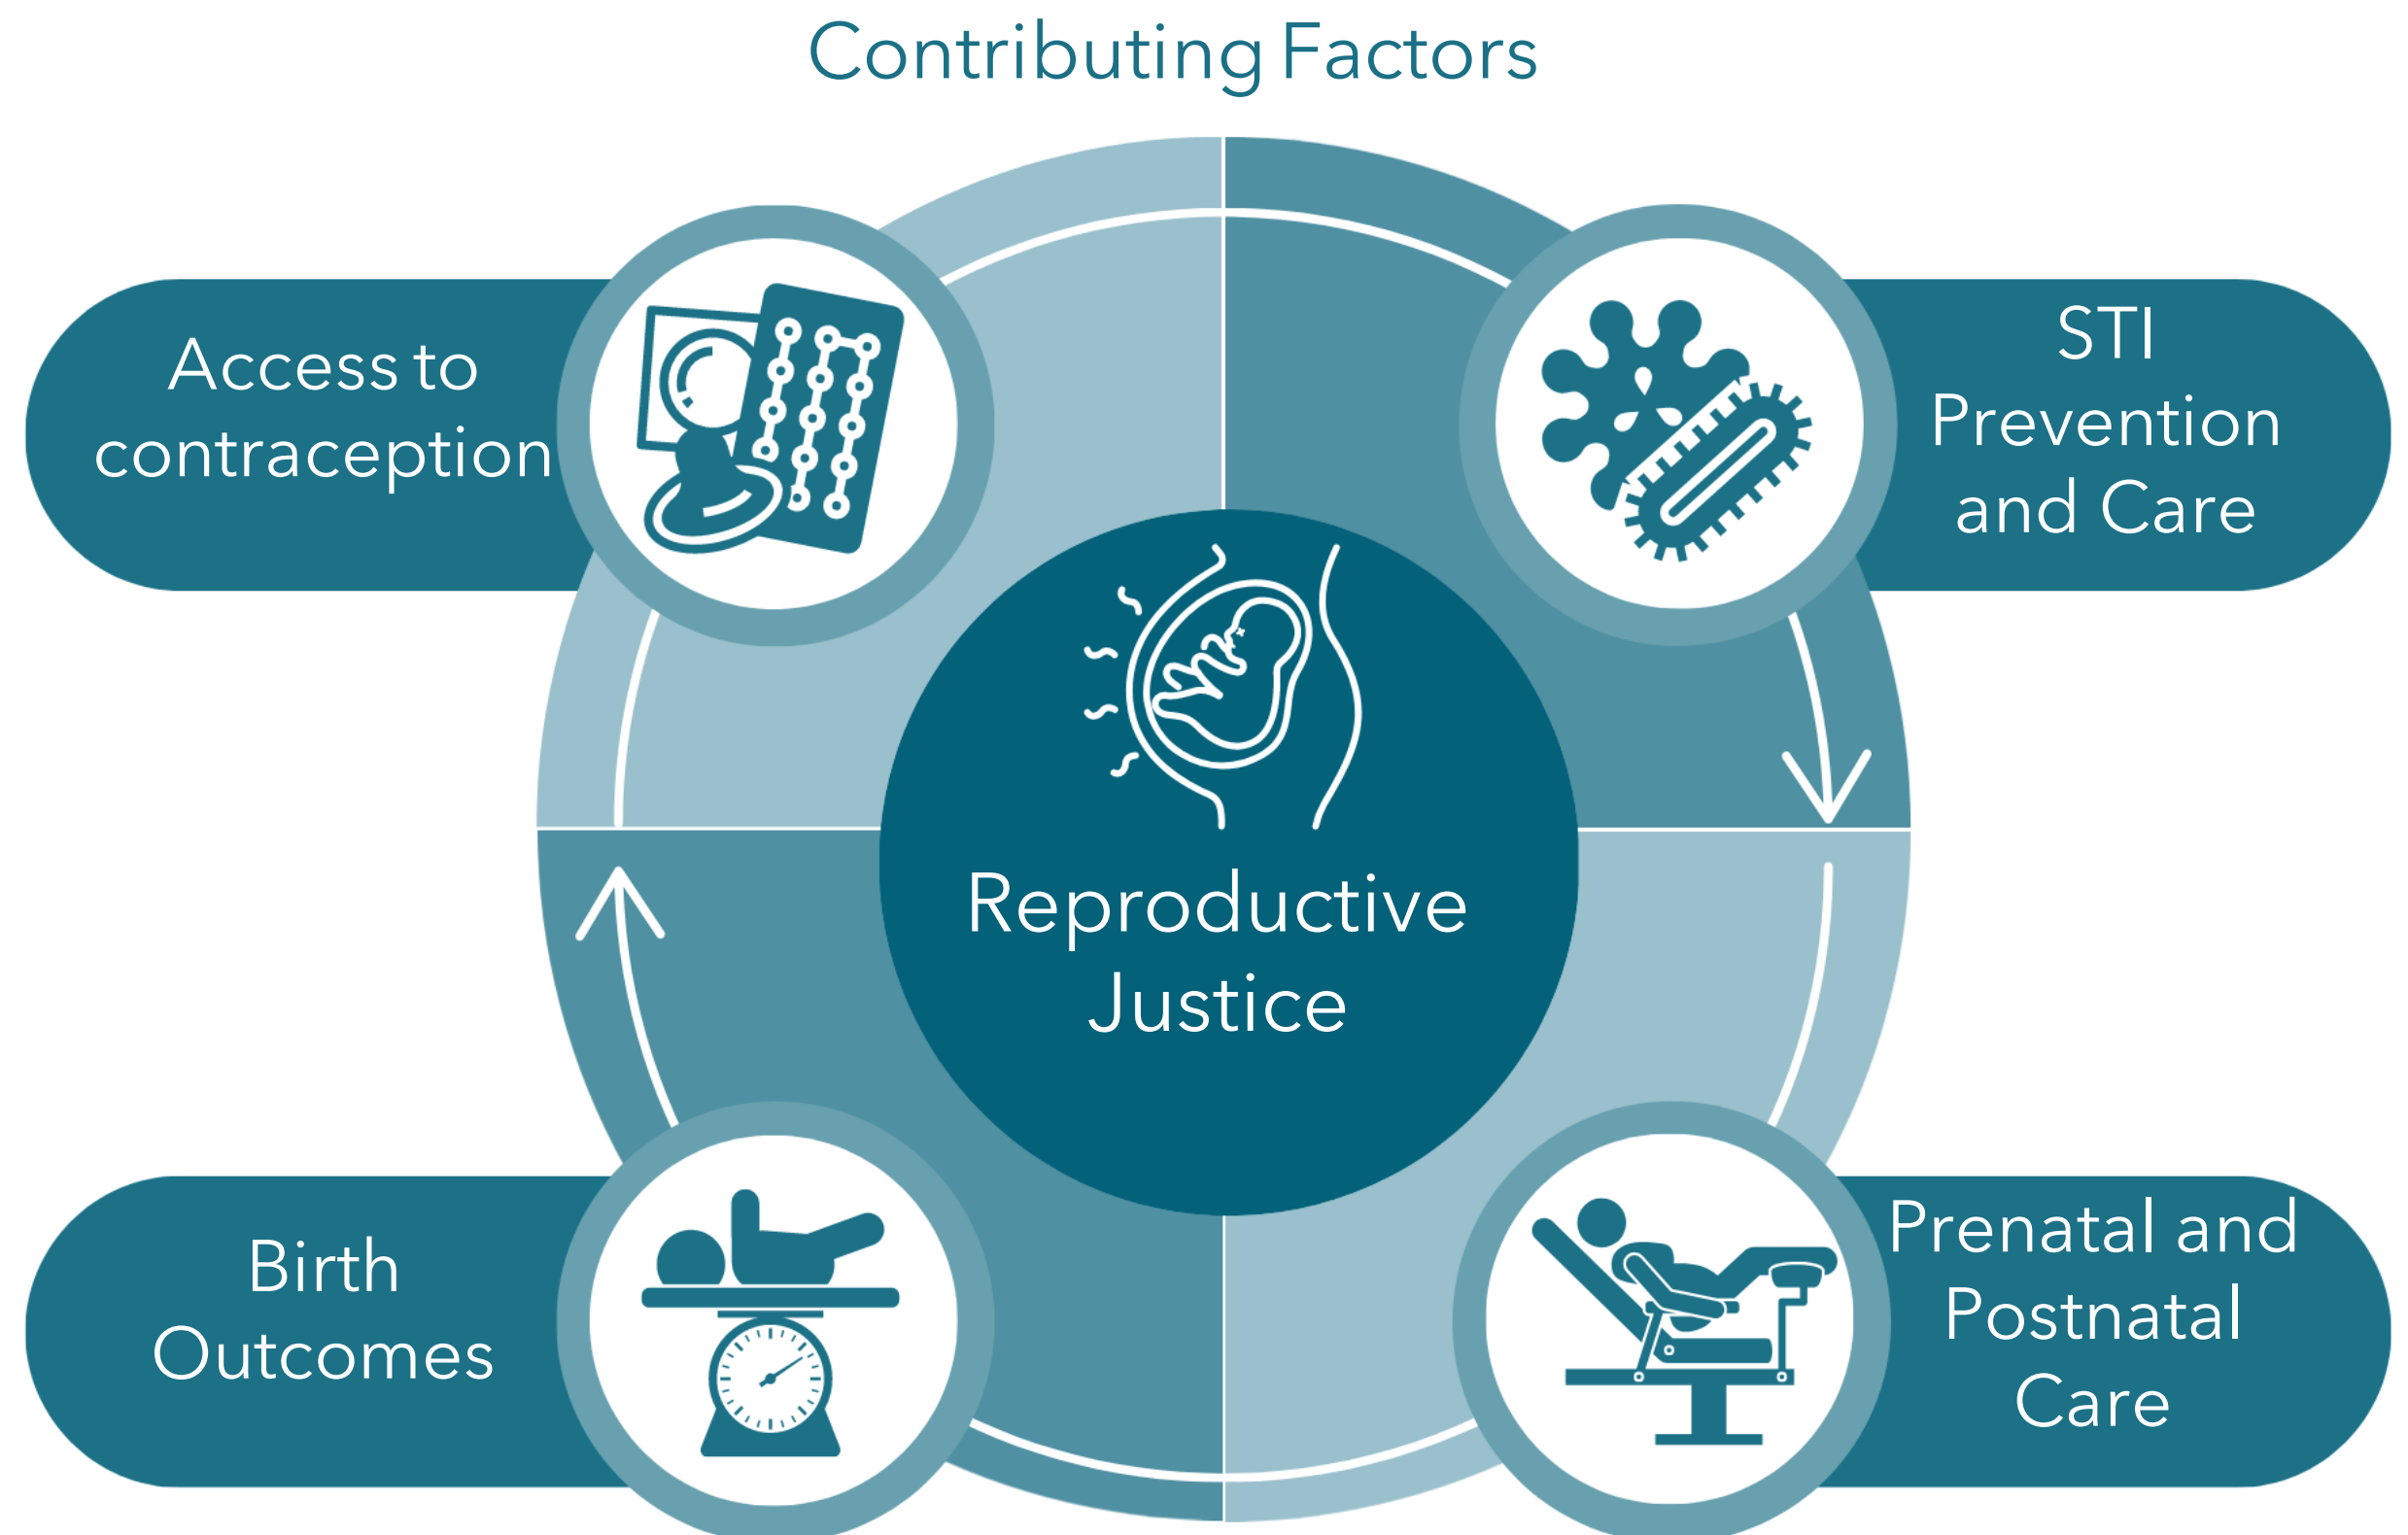 Contributing Factors
Access to
contraception
STI
Prevention
and Care
Reproductive
Justice
Birth
Outcomes
Prenatal and
Postnatal
Care